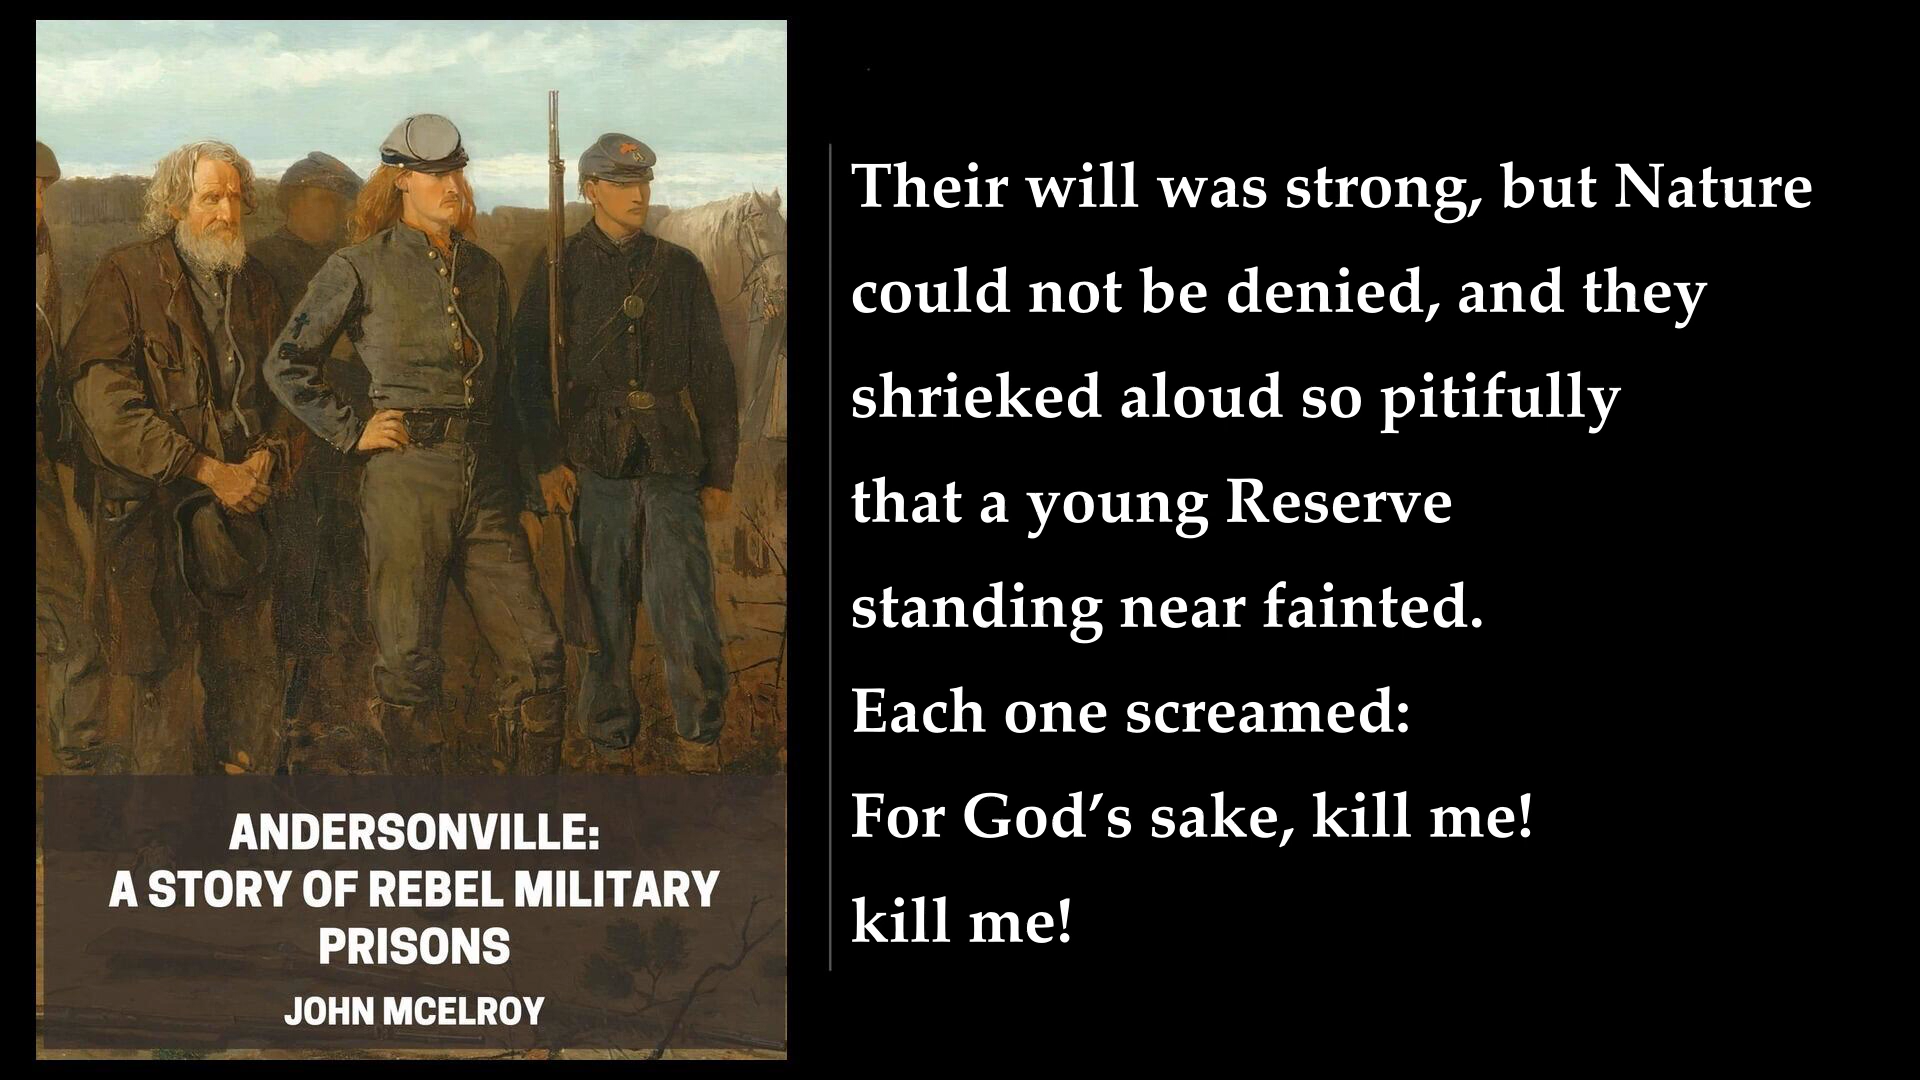 ANDERSONVILLE:
A STORY OF REBEL MILITARY
PRISONS
JOHN MCELROY
Their will was strong, but Nature
could not be denied, and they
shrieked aloud so pitifully
that a young Reserve
standing near fainted.
Each one screamed:
For God’s sake, kill me!
kill me!